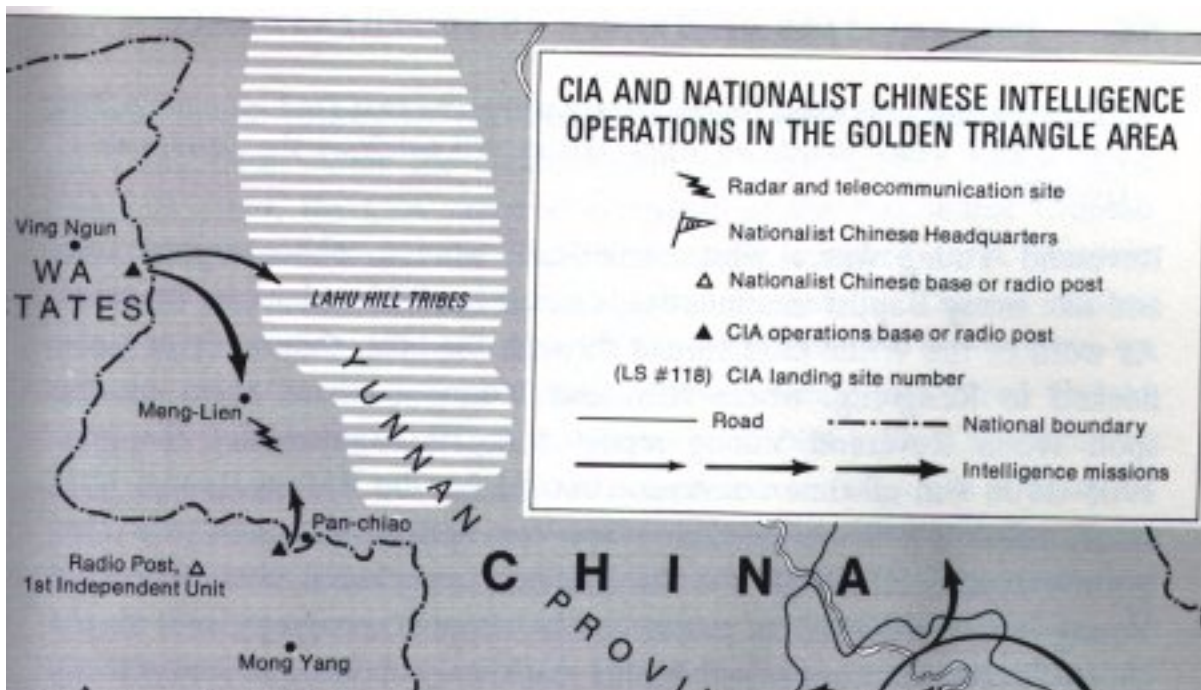 CIA AND NATIONALIST CHINESE INTELLIGENCE
OPERATIONS IN THE GOLDEN TRIANGLE AREA
Radar and telecommunication site
Nationalist Chinese Headquarters
Nationalist Chinese base or radio post
CIA operations base or radio post
(LS #118) CIA landing site number
Road
National boundary
Intelligence missions
Ving Ngun
WA
TATES
LAHU HILL TRIBES
YUNNAN
Meng-Lien
Pan-chiao
Radio Post,
1st Independent Unit
CHINA
PROVI
Mong Yang